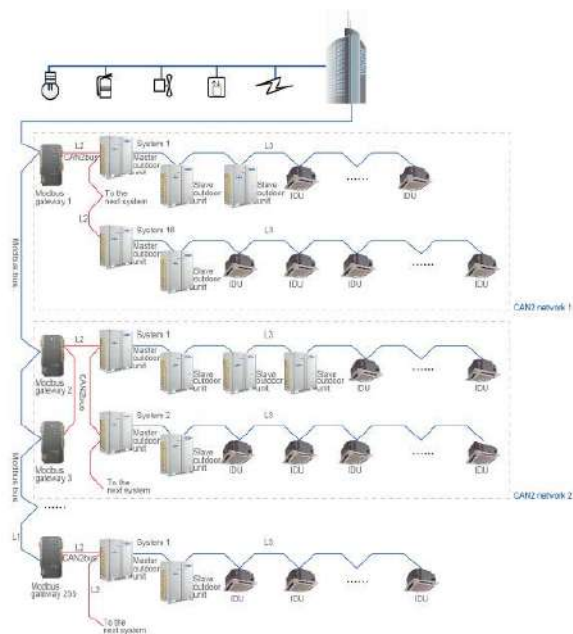 L2
CAN2bus
Modbus
gateway 1
System 1
Master
outdoor
unit
To the
next system
L3
Slave
outdoor
unit
Slave
outdoor
unit
IDU
......
IDU
L2
System 16
Master
outdoor
unit
L3
Slave
outdoor
unit
IDU
IDU
IDU
......
IDU
CAN2 network 1
Modbus bus
L2
Modbus
gateway 2
CAN2bus
System 1
Master
outdoor
unit
L3
Slave
outdoor
unit
Slave
outdoor
unit
Slave
outdoor
unit
IDU
......
IDU
Modbus
gateway 3
System 2
Master
outdoor
unit
L3
Slave
outdoor
unit
IDU
IDU
IDU
......
IDU
To the
next system
CAN2 network 2
Modbus bus
......
L1
L2
CAN2bus
Modbus
gateway 255
System 1
Master
outdoor
unit
L2
To the
next system
L3
Slave
outdoor
unit
IDU
IDU
......
IDU